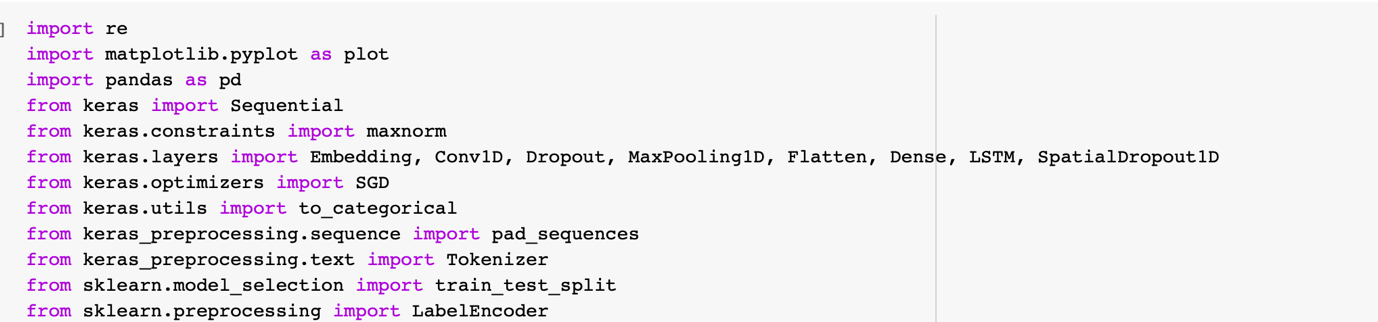 ]
import re
import matplotlib.pyplot as plot
import pandas as pd
from keras import Sequential
from keras.constraints import maxnorm
from keras.layers import Embedding, Conv1D, Dropout, MaxPooling1D, Flatten, Dense, LSTM, SpatialDropout1D
from keras.optimizers import SGD
from keras.utils import to_categorical
from keras_preprocessing.sequence import pad_sequences
from keras_preprocessing.text import Tokenizer
from sklearn.model_selection import train_test_split
from sklearn.preprocessing import LabelEncoder